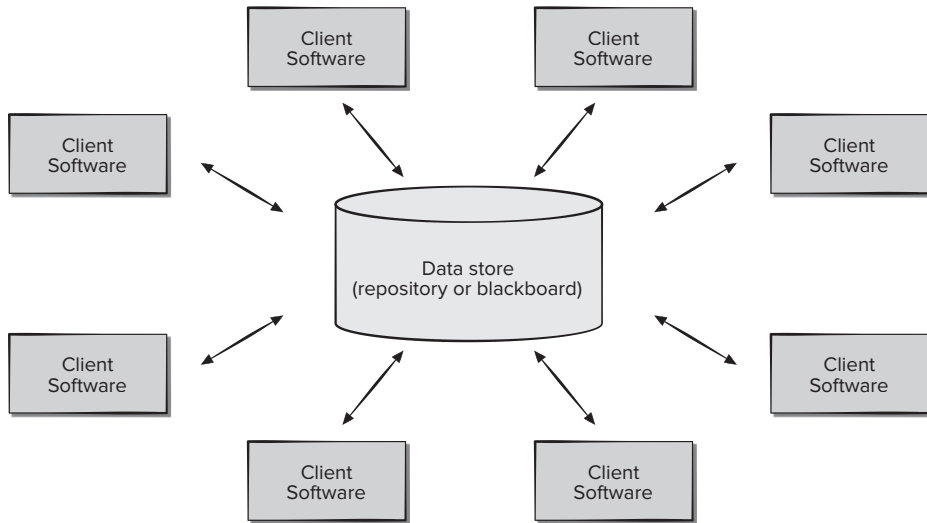 Client
Software
Client
Software
Client
Software
Client
Software
Data store
(repository or blackboard)
Client
Software
Client
Software
Client
Software
Client
Software